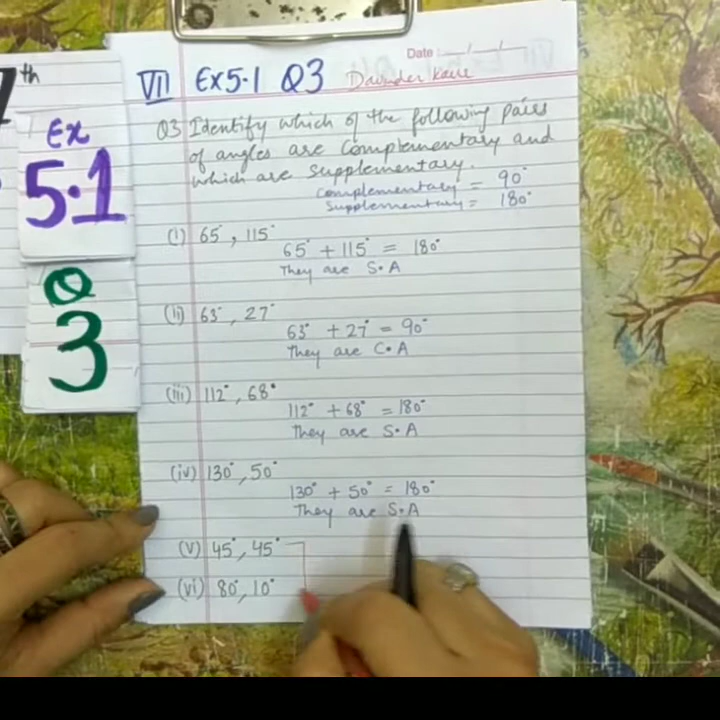 7th
Ex
5.1
Q
3
Date
VII Ex5.1 Q3 Davinder Kaur
Q3 Identify which of the following pairs
of angles are complementary and
which are supplementary.
Complementary = 90°
Supplementary = 180°
(i) 65°, 115°
65° + 115° = 180°
They are S.A
(ii) 63°, 27°
63° + 27° = 90°
They are C.A
(iii) 112°, 68°
112° + 68° = 180°
They are S.A
(iv) 130°, 50°
130° + 50° = 180°
They are S.A
(v) 45°, 45°
(vi) 80°, 10°